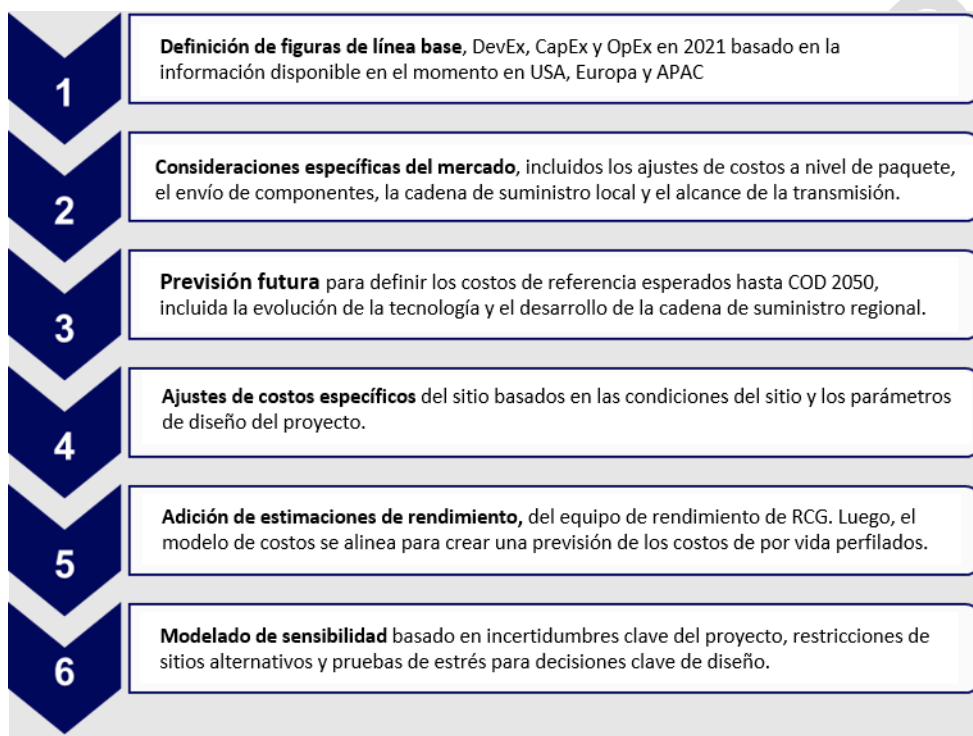 1
Definición de figuras de línea base, DevEx, CapEx y OpEx en 2021 basado en la
información disponible en el momento en USA, Europa y APAC
2
Consideraciones específicas del mercado, incluidos los ajustes de costos a nivel de paquete,
el envío de componentes, la cadena de suministro local y el alcance de la transmisión.
3
Previsión futura para definir los costos de referencia esperados hasta COD 2050,
incluida la evolución de la tecnología y el desarrollo de la cadena de suministro regional.
4
Ajustes de costos específicos del sitio basados en las condiciones del sitio y los parámetros
de diseño del proyecto.
5
Adición de estimaciones de rendimiento, del equipo de rendimiento de RCG. Luego, el
modelo de costos se alinea para crear una previsión de los costos de por vida perfilados.
6
Modelado de sensibilidad basado en incertidumbres clave del proyecto, restricciones de
sitios alternativos y pruebas de estrés para decisiones clave de diseño.